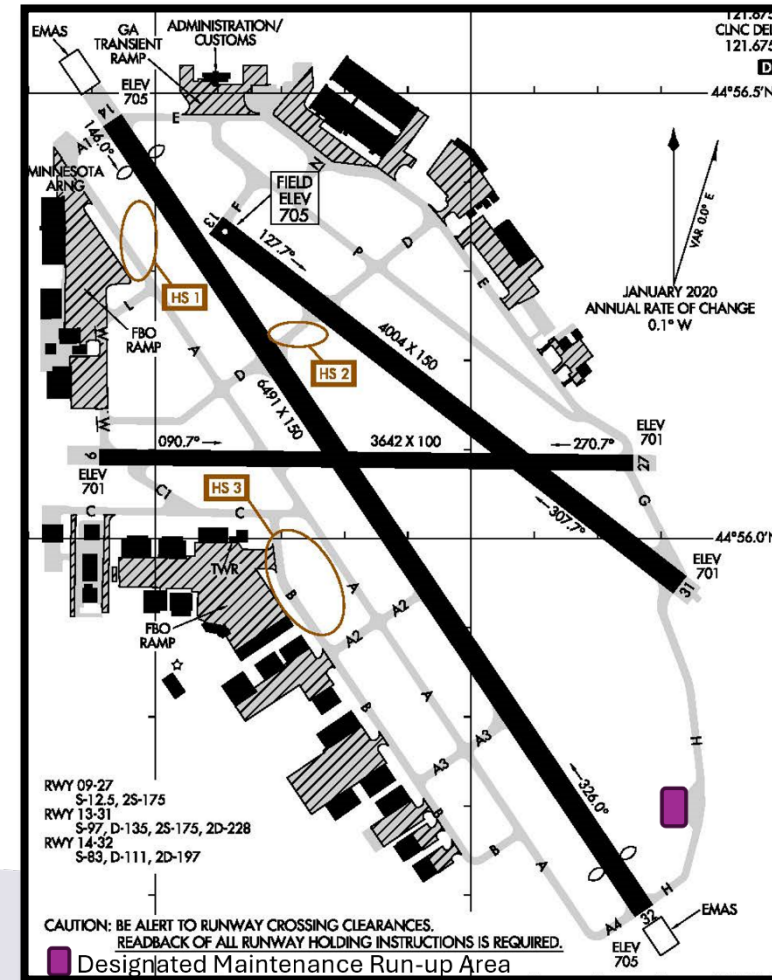 121.675
CLNC DEL
121.675
D
EMAS
GA
TRANSIENT
RAMP
ADMINISTRATION/
CUSTOMS
ELEV
705
44°56.5'N
14
E
A1
146.0°
MINNESOTA
ARNG
N
FIELD
ELEV
705
F
13
127.7°
P
D
E
VAR 0.0° E
JANUARY 2020
ANNUAL RATE OF CHANGE
0.1° W
HS 1
L
FBO
RAMP
W
A
D
HS 2
4004 X 150
6491 X 150
W
090.7°
3642 X 100
270.7°
ELEV
701
9
27
ELEV
701
HS 3
C1
C
C
G
307.7°
44°56.0'N
TWR
ELEV
701
31
B
A
A2
FBO
RAMP
A2
A
B
H
A3
A3
326.0°
RWY 09-27
S-12.5, 2S-175
RWY 13-31
S-97, D-135, 2S-175, 2D-228
RWY 14-32
S-83, D-111, 2D-197
B
B
A
H
A4
32
EMAS
ELEV
705
CAUTION: BE ALERT TO RUNWAY CROSSING CLEARANCES.
READBACK OF ALL RUNWAY HOLDING INSTRUCTIONS IS REQUIRED.
Designated Maintenance Run-up Area